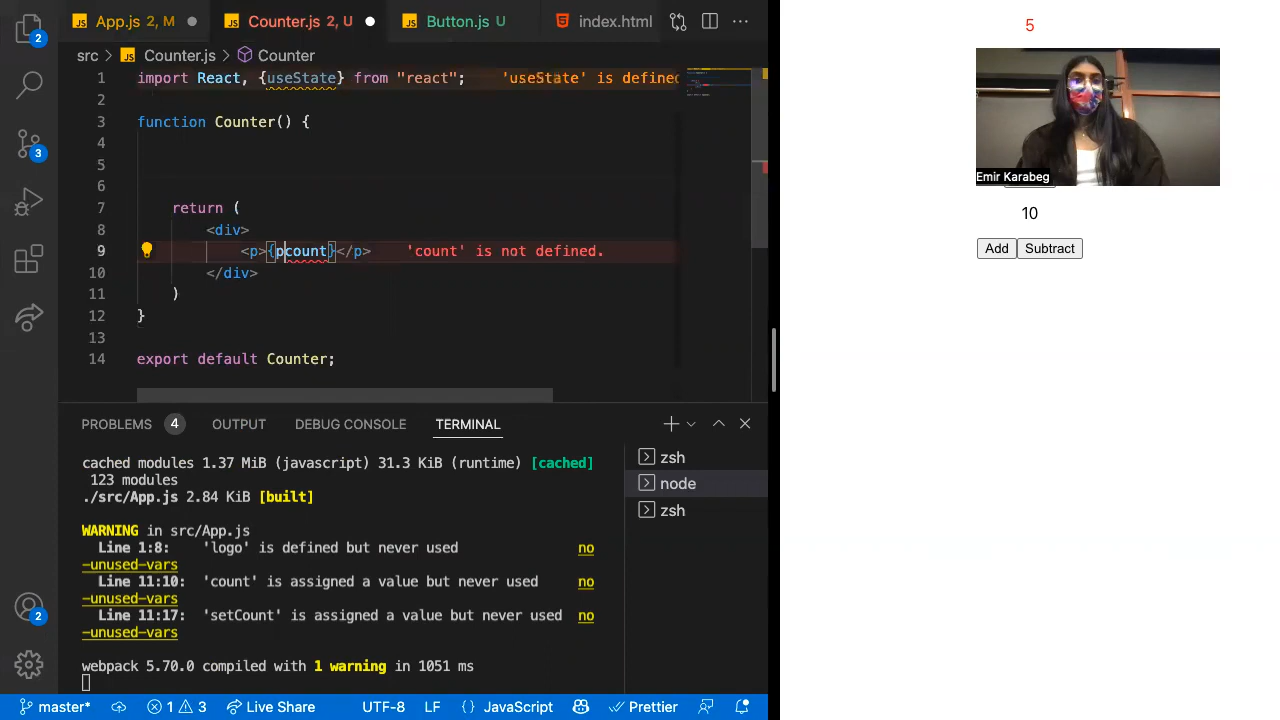 App.js 2, M
Counter.js 2, U
Button.js U
index.html
src > Counter.js > Counter
1 import React, {useState} from "react"; 'useState' is defined
2
3 function Counter() {
4
5
6
7 return (
8 <div>
9 <p>{pcount}</p> 'count' is not defined.
10 </div>
11 )
12 }
13
14 export default Counter;
2
3
2
PROBLEMS 4 OUTPUT DEBUG CONSOLE TERMINAL
cached modules 1.37 MiB (javascript) 31.3 KiB (runtime) [cached]
123 modules
./src/App.js 2.84 KiB [built]
WARNING in src/App.js
Line 1:8: 'logo' is defined but never used no
-unused-vars
Line 11:10: 'count' is assigned a value but never used no
-unused-vars
Line 11:17: 'setCount' is assigned a value but never used no
-unused-vars
webpack 5.70.0 compiled with 1 warning in 1051 ms
zsh
node
zsh
master* 1 3 Live Share UTF-8 LF {} JavaScript Prettier
5
Emir Karabeg
10
Add Subtract